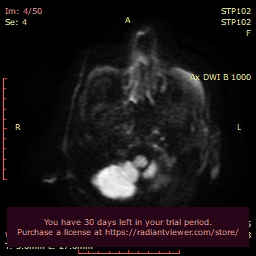 Im: 4/50
Se: 4
A
STP102
STP102
F
Ax DWI B 1000
R
L
You have 30 days left in your trial period.
Purchase a license at https://radiantviewer.com/store/